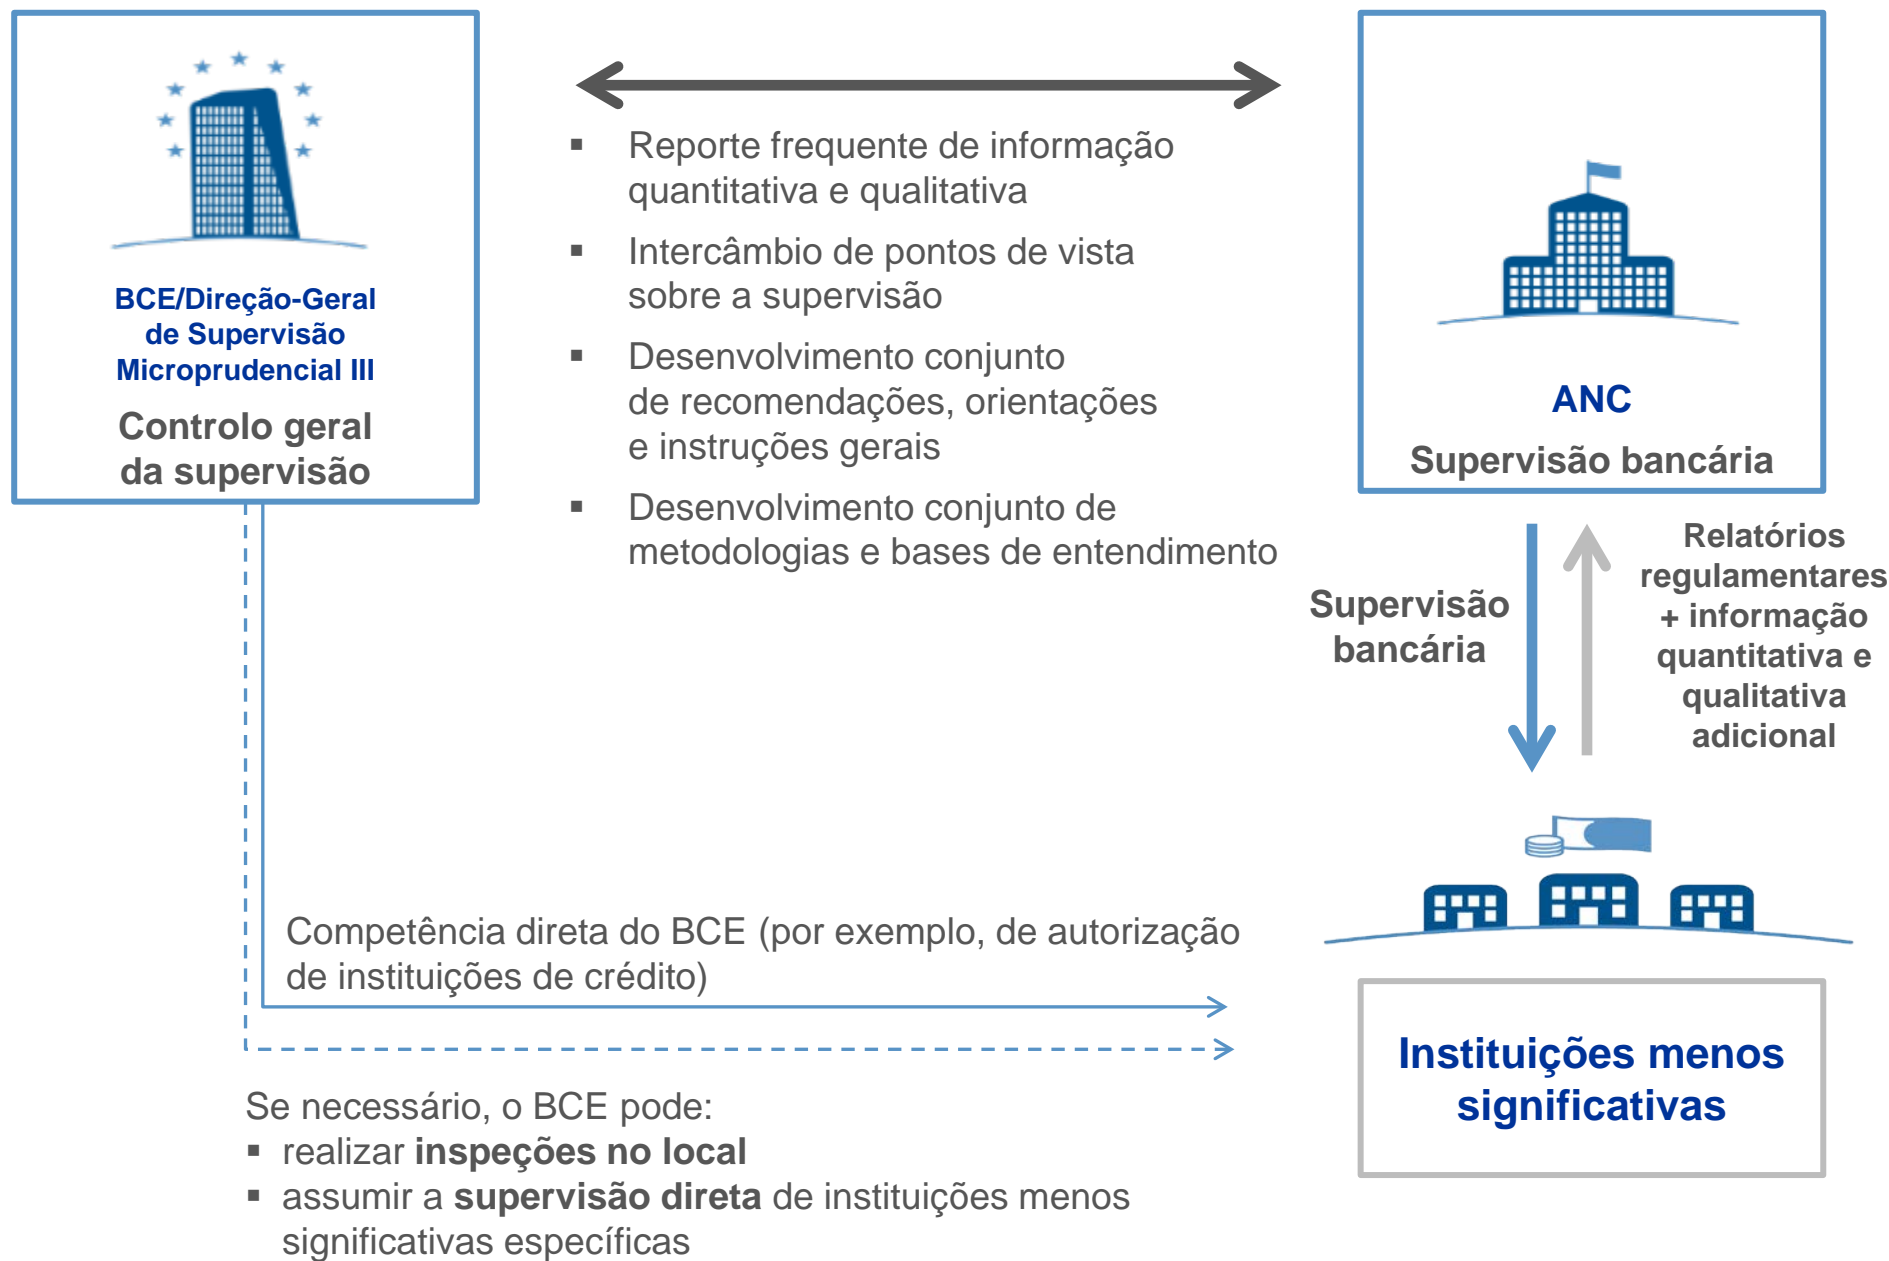 BCE/Direção-Geral
de Supervisão
Microprudencial III
Controlo geral
da supervisão
▪ Reporte frequente de informação
quantitativa e qualitativa
▪ Intercâmbio de pontos de vista
sobre a supervisão
▪ Desenvolvimento conjunto
de recomendações, orientações
e instruções gerais
▪ Desenvolvimento conjunto de
metodologias e bases de entendimento
ANC
Supervisão bancária
Supervisão
bancária
Relatórios
regulamentares
+ informação
quantitativa e
qualitativa
adicional
Competência direta do BCE (por exemplo, de autorização
de instituições de crédito)
Instituições menos
significativas
Se necessário, o BCE pode:
▪ realizar inspeções no local
▪ assumir a supervisão direta de instituições menos
significativas específicas